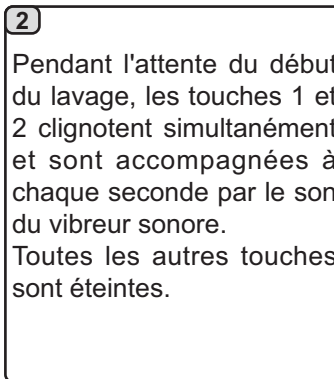 2
Pendant l'attente du début
du lavage, les touches 1 et
2 clignotent simultanément
et sont accompagnées à
chaque seconde par le son
du vibreur sonore.
Toutes les autres touches
sont éteintes.